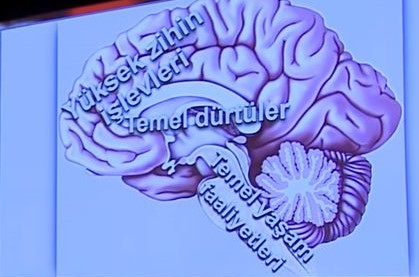 Yüksek zihin
işlevleri
Temel dürtüler
Temel yaşam
faaliyetleri